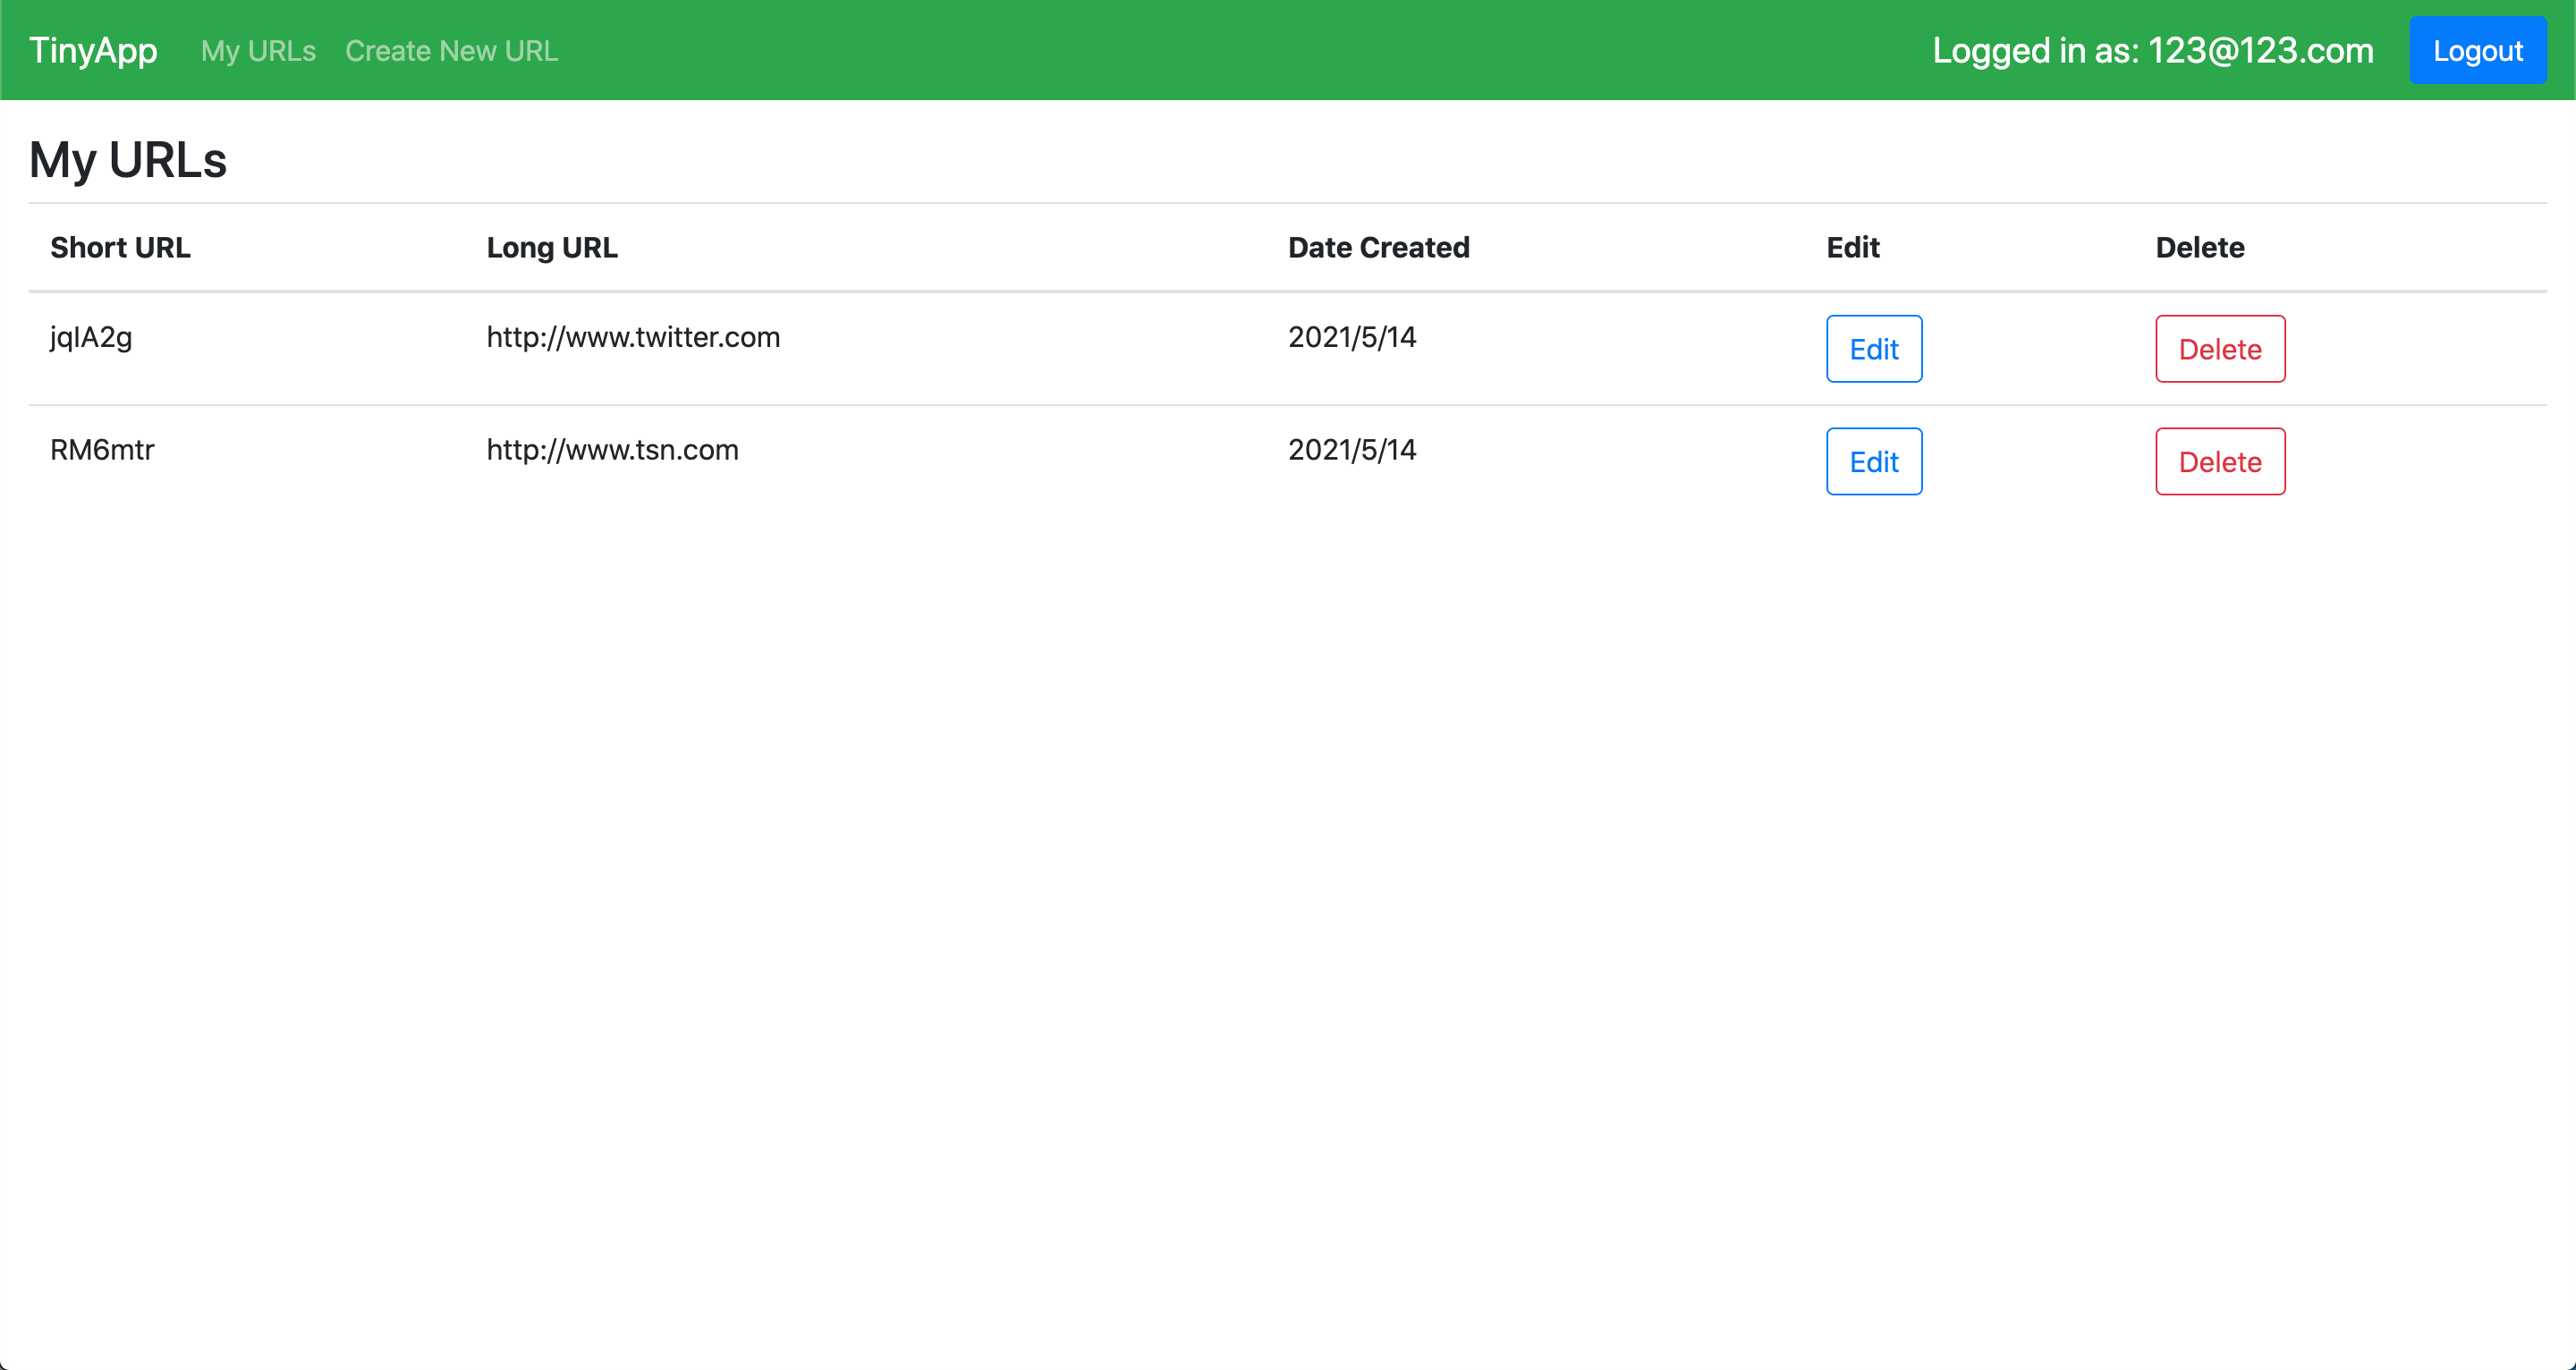 TinyApp My URLs Create New URL Logged in as: 123@123.com Logout
My URLs
Short URL Long URL Date Created Edit Delete
jqIA2g http://www.twitter.com 2021/5/14 Edit Delete
RM6mtr http://www.tsn.com 2021/5/14 Edit Delete